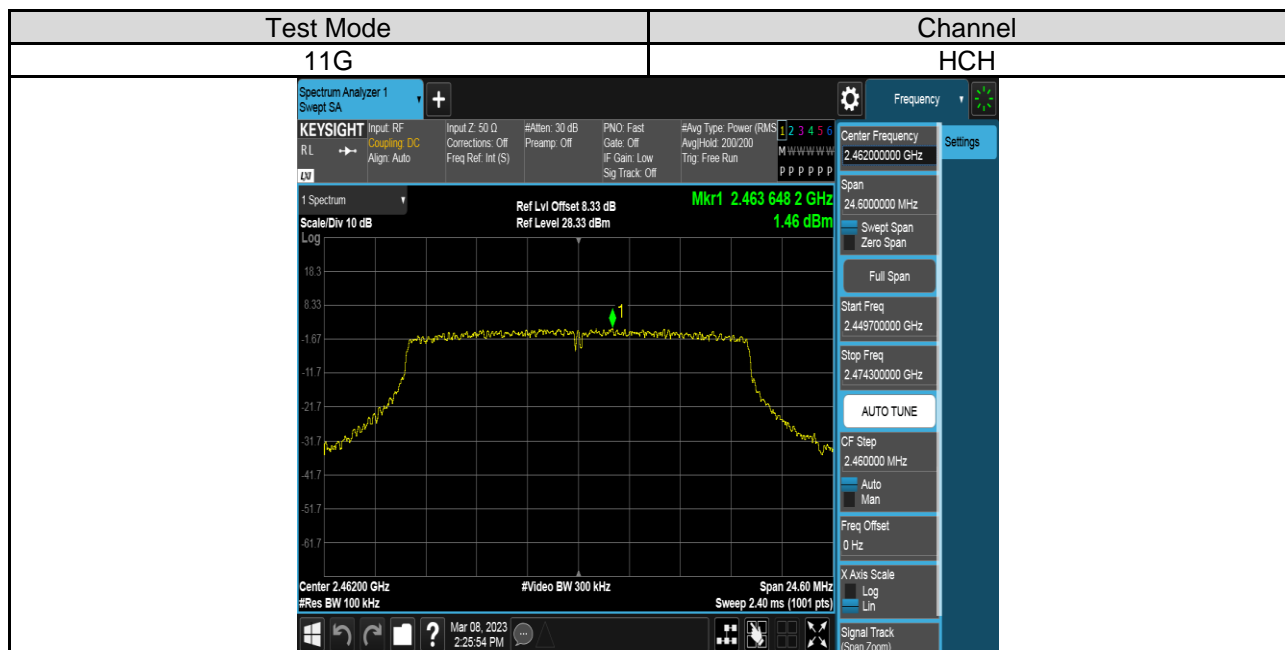 Test Mode Channel
11G HCH
Spectrum Analyzer 1
Swept SA
Frequency
KEYSIGHT Input: RF Input Z: 50 Ω #Atten: 30 dB PNO: Fast #Avg Type: Power (RMS 1 2 3 4 5 6
RL Coupling: DC Corrections: Off Preamp: Off Gate: Off Avg|Hold: 200/200 M W W W W W
Align: Auto Freq Ref: Int (S) IF Gain: Low Trig: Free Run
LXI Sig Track: Off P P P P P P
Center Frequency
2.462000000 GHz
Settings
1 Spectrum
Scale/Div 10 dB
Ref Lvl Offset 8.33 dB
Ref Level 28.33 dBm
Mkr1 2.463 648 2 GHz
1.46 dBm
Log
18.3
8.33
1
-1.67
-11.7
-21.7
-31.7
-41.7
-51.7
-61.7
Center 2.46200 GHz #Video BW 300 kHz Span 24.60 MHz
#Res BW 100 kHz Sweep 2.40 ms (1001 pts)
Span
24.6000000 MHz
Swept Span
Zero Span
Full Span
Start Freq
2.449700000 GHz
Stop Freq
2.474300000 GHz
AUTO TUNE
CF Step
2.460000 MHz
Auto
Man
Freq Offset
0 Hz
X Axis Scale
Log
Lin
Signal Track
(Span Zoom)
?
Mar 08, 2023
2:25:54 PM